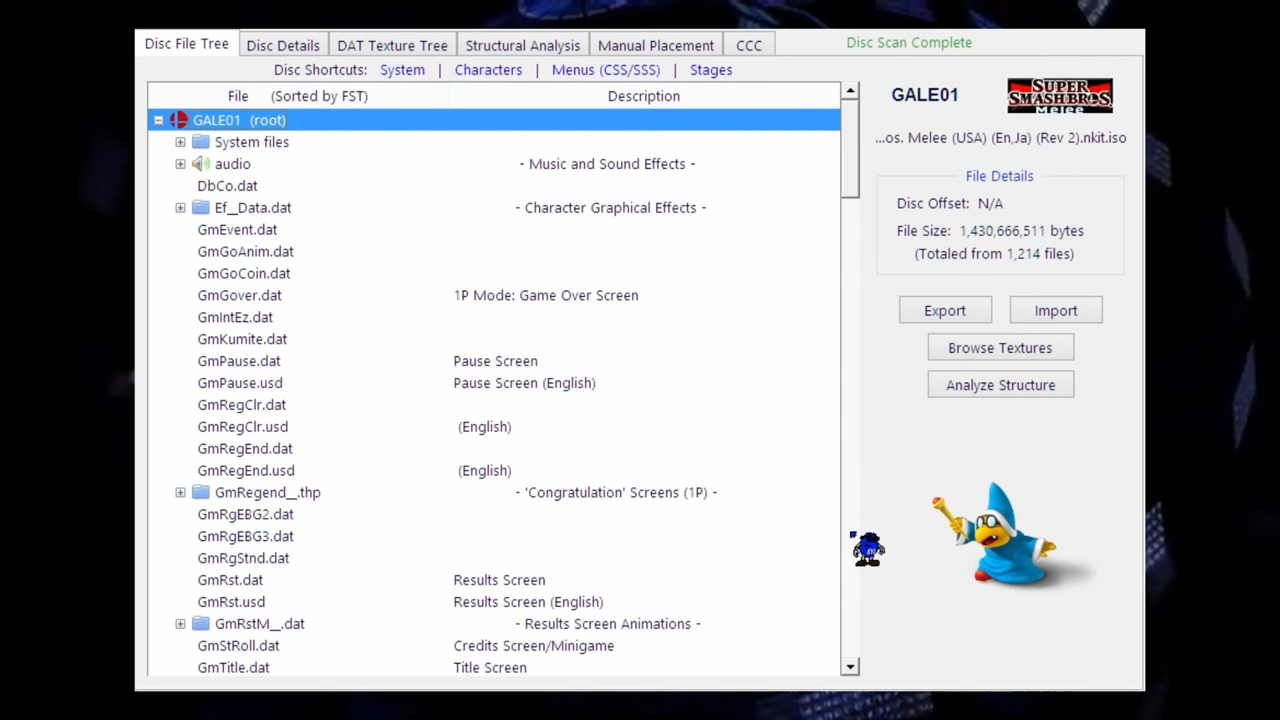 Disc File Tree Disc Details DAT Texture Tree Structural Analysis Manual Placement CCC Disc Scan Complete
Disc Shortcuts: System | Characters | Menus (CSS/SSS) | Stages
File (Sorted by FST) Description
GALE01 (root)
System files
audio - Music and Sound Effects -
DbCo.dat
Ef__Data.dat - Character Graphical Effects -
GmEvent.dat
GmGoAnim.dat
GmGoCoin.dat
GmGover.dat 1P Mode: Game Over Screen
GmIntEz.dat
GmKumite.dat
GmPause.dat Pause Screen
GmPause.usd Pause Screen (English)
GmRegClr.dat
GmRegClr.usd (English)
GmRegEnd.dat
GmRegEnd.usd (English)
GmRegend__.thp - 'Congratulation' Screens (1P) -
GmRgEBG2.dat
GmRgEBG3.dat
GmRgStnd.dat
GmRst.dat Results Screen
GmRst.usd Results Screen (English)
GmRstM__.dat - Results Screen Animations -
GmStRoll.dat Credits Screen/Minigame
GmTitle.dat Title Screen
GALE01
SUPER
SMASH BROS.
Melee
...os. Melee (USA) (En,Ja) (Rev 2).nkit.iso
File Details
Disc Offset: N/A
File Size: 1,430,666,511 bytes
(Totaled from 1,214 files)
Export Import
Browse Textures
Analyze Structure